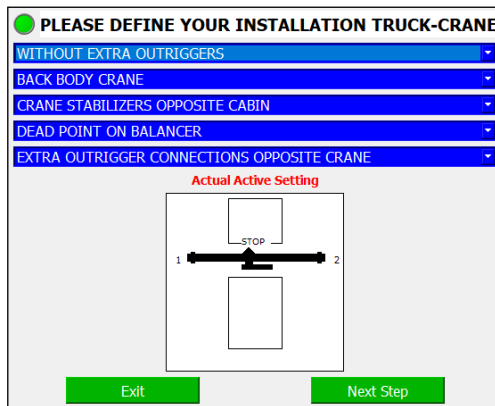 PLEASE DEFINE YOUR INSTALLATION TRUCK-CRANE
WITHOUT EXTRA OUTRIGGERS
BACK BODY CRANE
CRANE STABILIZERS OPPOSITE CABIN
DEAD POINT ON BALANCER
EXTRA OUTRIGGER CONNECTIONS OPPOSITE CRANE
Actual Active Setting
STOP
1 2
Exit Next Step